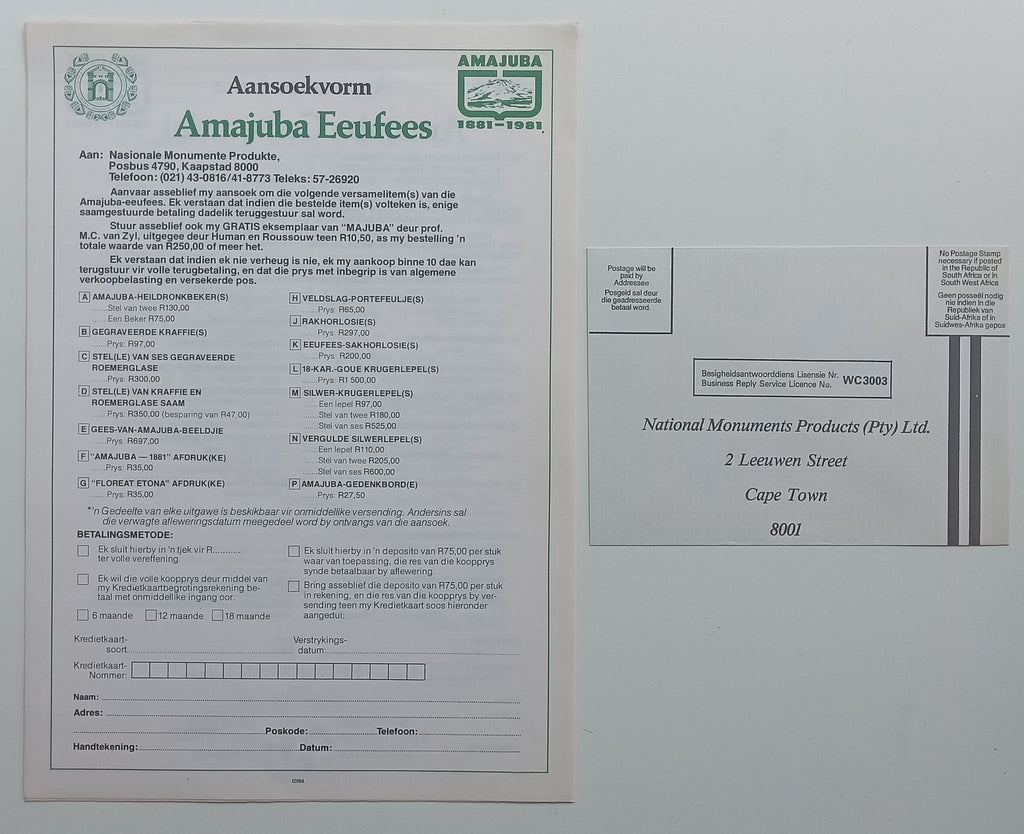 AMAJUBA
1881-1981
Aansoekvorm
Amajuba Eeufees
Aan: Nasionale Monumente Produkte,
Posbus 4790, Kaapstad 8000
Telefoon: (021) 43-0816/41-8773 Teleks: 57-26920
Aanvaar asseblief my aansoek om die volgende versamelitem(s) van die
Amajuba-eeufees. Ek verstaan dat indien die bestelde item(s) volteken is, enige
saamgestuurde betaling dadelik teruggestuur sal word.
Stuur asseblief ook my GRATIS eksemplaar van "MAJUBA" deur prof.
M.C. van Zyl, uitgegee deur Human en Roussouw teen R10,50, as my bestelling 'n
totale waarde van R250,00 of meer het.
Ek verstaan dat indien ek nie verheug is nie, ek my aankoop binne 10 dae kan
terugstuur vir volle terugbetaling, en dat die prys met inbegrip is van algemene
verkoopbelasting en versekerde pos.
A AMAJUBA-HEILDRONKBEKER(S)
......Stel van twee R130,00
......Een Beker R75,00
B GEGRAVEERDE KRAFFIE(S)
......Prys: R97,00
C STEL(LE) VAN SES GEGRAVEERDE
ROEMERGLASE
......Prys: R300,00
D STEL(LE) VAN KRAFFIE EN
ROEMERGLASE SAAM
......Prys: R350,00 (besparing van R47,00)
E GEES-VAN-AMAJUBA-BEELDJIE
......Prys: R697,00
F "AMAJUBA — 1881" AFDRUK(KE)
......Prys: R35,00
G "FLOREAT ETONA" AFDRUK(KE)
......Prys: R35,00
H VELDSLAG-PORTEFEULJE(S)
......Prys: R65,00
J RAKHORLOSIE(S)
......Prys: R297,00
K EEUFEES-SAKHORLOSIE(S)
......Prys: R200,00
L 18-KAR.-GOUE KRUGERLEPEL(S)
......Prys: R1 500,00
M SILWER-KRUGERLEPEL(S)
......Een lepel R97,00
......Stel van twee R180,00
......Stel van ses R525,00
N VERGULDE SILWERLEPEL(S)
......Een lepel R110,00
......Stel van twee R205,00
......Stel van ses R600,00
P AMAJUBA-GEDENKBORD(E)
......Prys: R27,50
*'n Gedeelte van elke uitgawe is beskikbaar vir onmiddellike versending. Andersins sal
die verwagte afleweringsdatum meegedeel word by ontvangs van die aansoek.
BETALINGSMETODE:
Ek sluit hierby in 'n tjek vir R..........
ter volle vereffening.
Ek wil die volle koopprys deur middel van
my Kredietkaartbegrotingsrekening be-
taal met onmiddelike ingang oor:
6 maande 12 maande 18 maande
Ek sluit hierby in 'n deposito van R75,00 per stuk
waar van toepassing, die res van die koopprys
synde betaalbaar by aflewering.
Bring asseblief die deposito van R75,00 per stuk
in rekening, en die res van die koopprys by ver-
sending teen my Kredietkaart soos hieronder
aangedui:
Kredietkaart-
soort
Verstrykings-
datum:
Kredietkaart-
Nommer:
Naam:
Adres:
Poskode: Telefoon:
Handtekening: Datum:
EDINA
Postage will be
paid by
Addressee
Posgeld sal deur
die geadresseerde
betaal word.
No Postage Stamp
necessary if posted
in the Republic of
South Africa or in
South West Africa
Geen posseël nodig
nie indien in die
Republiek van
Suid-Afrika of in
Suidwes-Afrika gepos
Besigheidsantwoorddiens Lisensie Nr.
Business Reply Service Licence No. WC3003
National Monuments Products (Pty) Ltd.
2 Leeuwen Street
Cape Town
8001